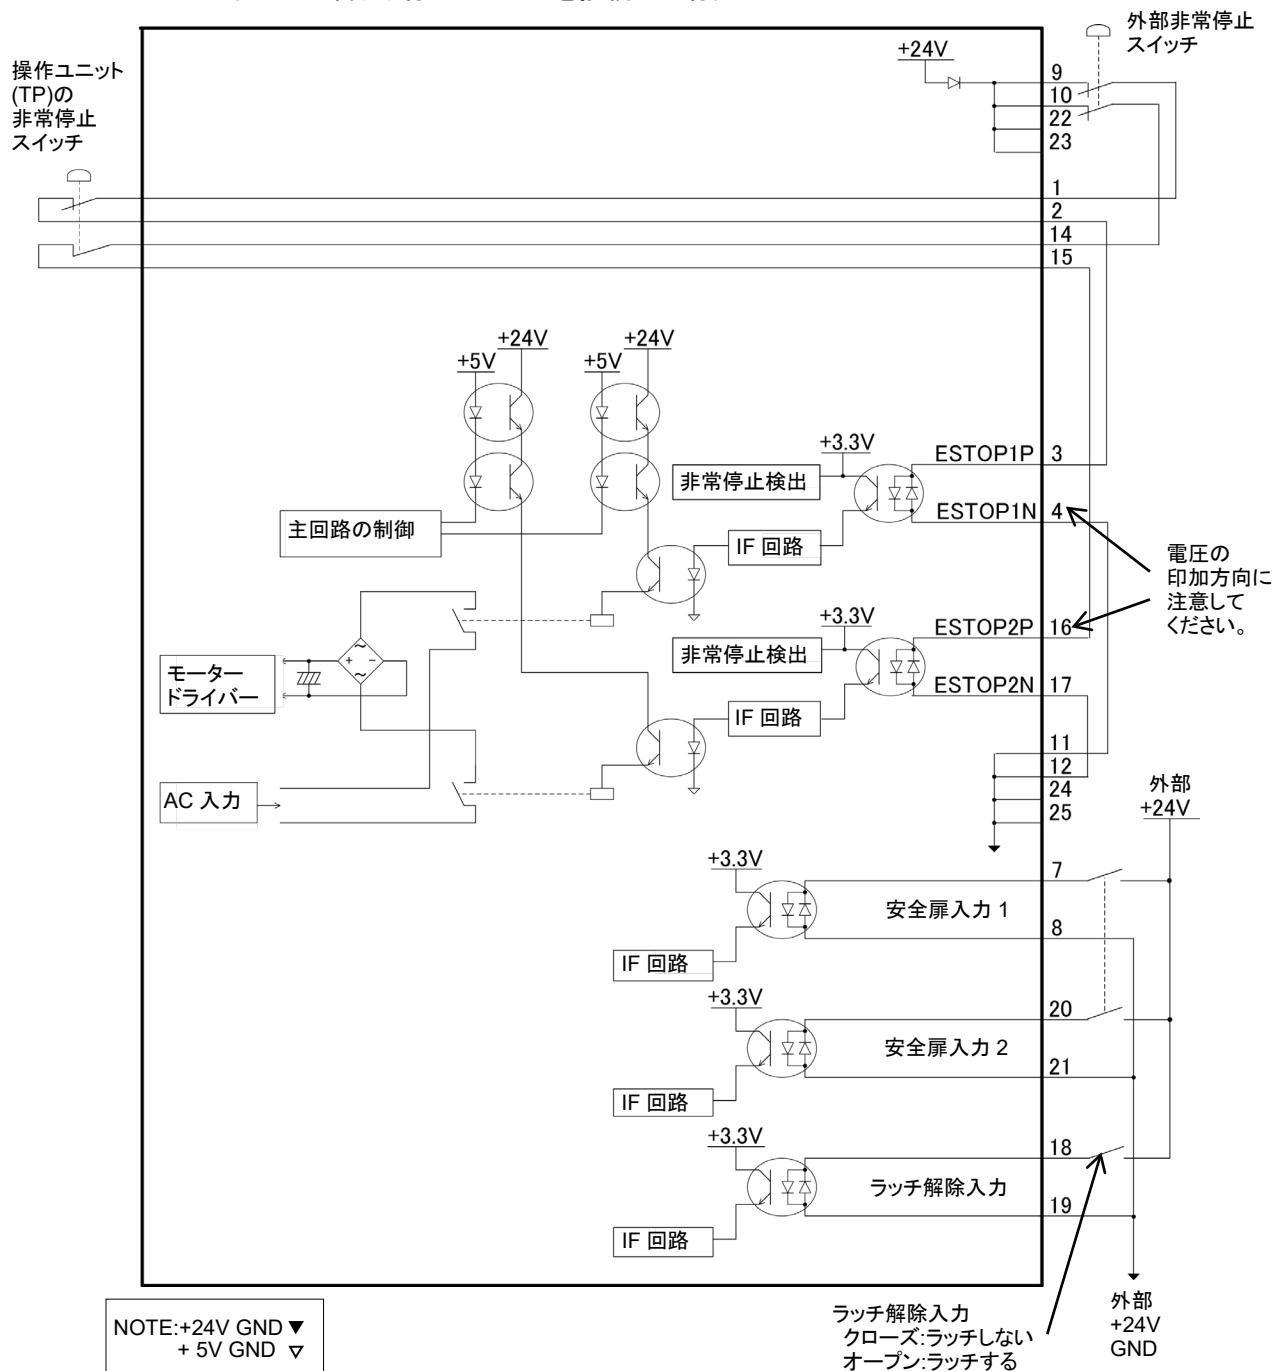 外部非常停止
スイッチ
+24V
操作ユニット
(TP)の
非常停止
スイッチ
9
10
22
23
1
2
14
15
+24V
+24V
+5V
+5V
+3.3V
ESTOP1P
3
非常停止検出
ESTOP1N
4
主回路の制御
IF 回路
電圧の
印加方向に
注意して
ください。
+3.3V
ESTOP2P
16
非常停止検出
モーター
ドライバー
ESTOP2N
17
IF 回路
11
12
24
25
AC 入力
外部
+24V
+3.3V
7
安全扉入力 1
8
IF 回路
+3.3V
20
安全扉入力 2
21
IF 回路
+3.3V
18
ラッチ解除入力
19
IF 回路
NOTE:+24V GND ▼
+ 5V GND ▽
ラッチ解除入力
クローズ:ラッチしない
オープン:ラッチする
外部
+24V
GND